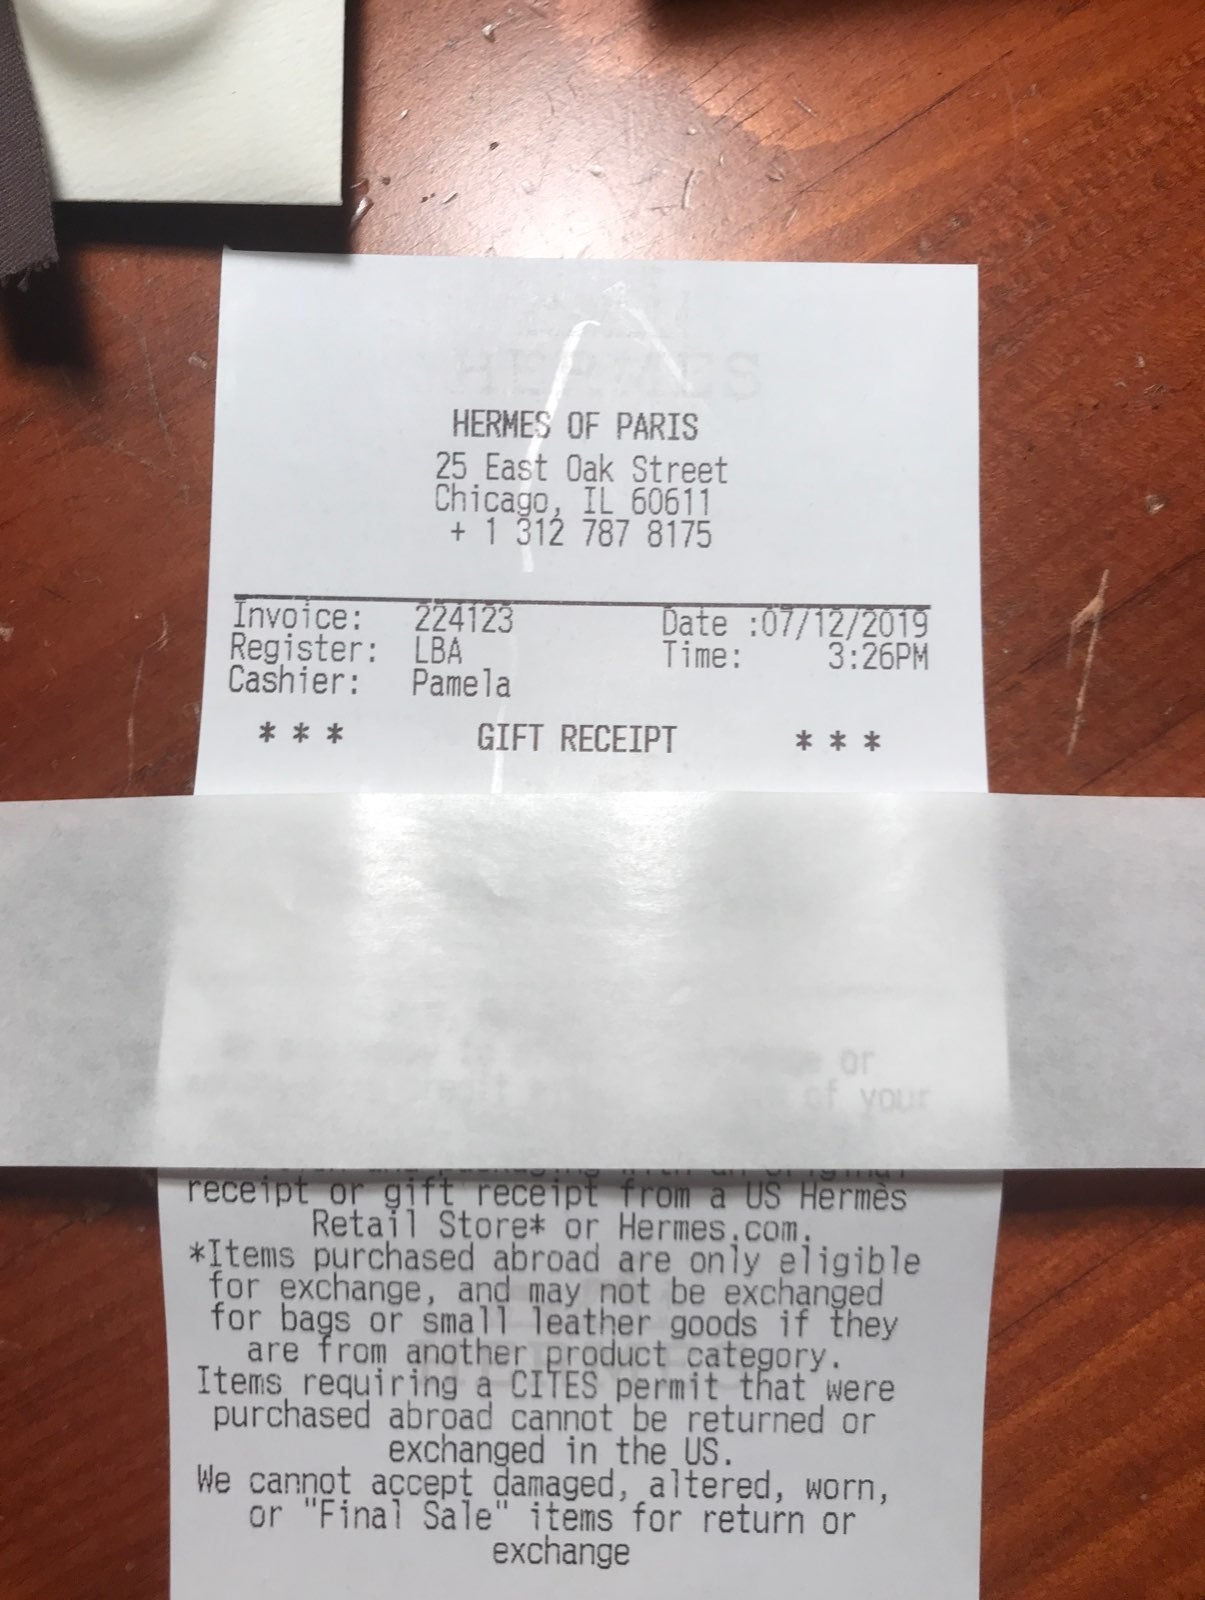 HERMES
HERMES OF PARIS
25 East Oak Street
Chicago, IL 60611
+ 1 312 787 8175
Invoice: 224123 Date :07/12/2019
Register: LBA Time: 3:26PM
Cashier: Pamela
* * * GIFT RECEIPT * * *
or
of your
receipt or gift receipt from a US Hermès
Retail Store* or Hermes.com.
*Items purchased abroad are only eligible
for exchange, and may not be exchanged
for bags or small leather goods if they
are from another product category.
Items requiring a CITES permit that were
purchased abroad cannot be returned or
exchanged in the US.
We cannot accept damaged, altered, worn,
or "Final Sale" items for return or
exchange